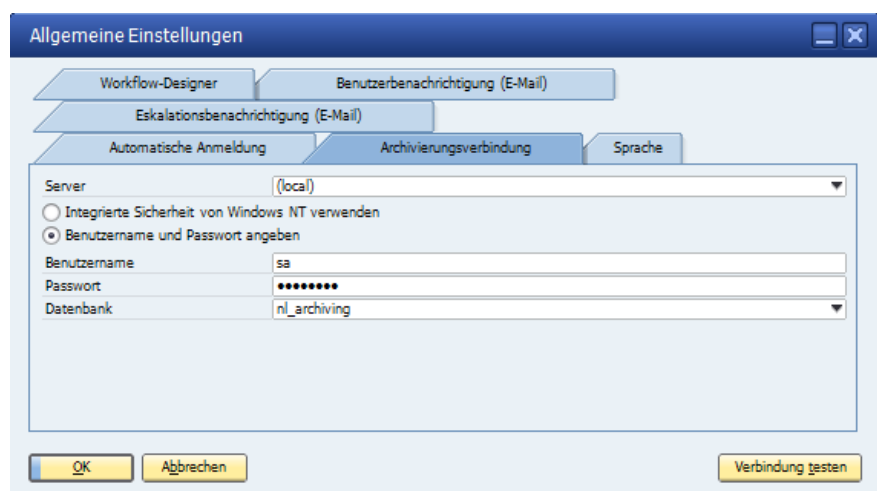 Allgemeine Einstellungen
Workflow-Designer Benutzerbenachrichtigung (E-Mail)
Eskalationsbenachrichtigung (E-Mail)
Automatische Anmeldung Archivierungsverbindung Sprache
Server (local)
Integrierte Sicherheit von Windows NT verwenden
Benutzername und Passwort angeben
Benutzername sa
Passwort ●●●●●●●●
Datenbank nl_archiving
OK Abbrechen Verbindung testen